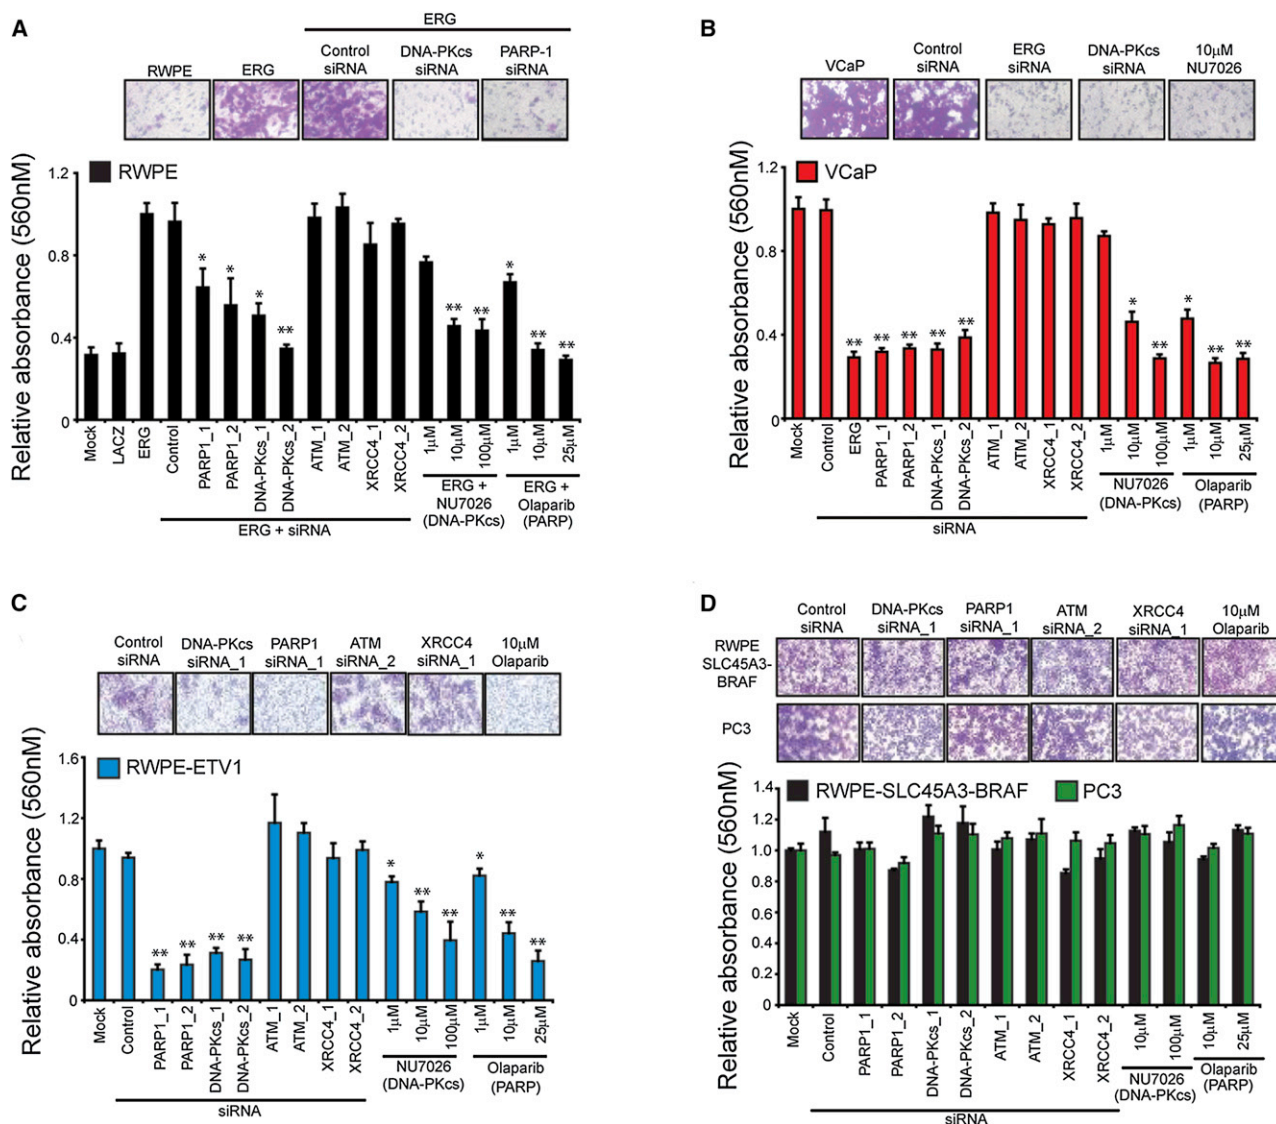 A
ERG
RWPE
ERG
Control
siRNA
DNA-PKcs
siRNA
PARP-1
siRNA
Relative absorbance (560nM)
RWPE
1.2
0.8
0.4
0
*
*
*
**
**
**
*
**
**
Mock
LACZ
ERG
Control
PARP1_1
PARP1_2
DNA-PKcs_1
DNA-PKcs_2
ATM_1
ATM_2
XRCC4_1
XRCC4_2
1µM
10µM
100µM
1µM
10µM
25µM
ERG + siRNA
ERG +
NU7026
(DNA-PKcs)
ERG +
Olaparib
(PARP)
B
VCaP
Control
siRNA
ERG
siRNA
DNA-PKcs
siRNA
10µM
NU7026
Relative absorbance (560nM)
VCaP
1.2
0.8
0.4
0
**
**
**
**
**
*
**
*
**
**
Mock
Control
ERG
PARP1_1
PARP1_2
DNA-PKcs_1
DNA-PKcs_2
ATM_1
ATM_2
XRCC4_1
XRCC4_2
1µM
10µM
100µM
1µM
10µM
25µM
siRNA
NU7026
(DNA-PKcs)
Olaparib
(PARP)
C
Control
siRNA
DNA-PKcs
siRNA_1
PARP1
siRNA_1
ATM
siRNA_2
XRCC4
siRNA_1
10µM
Olaparib
Relative absorbance (560nM)
RWPE-ETV1
1.6
1.2
0.8
0.4
0
**
**
**
**
*
**
**
*
**
**
Mock
Control
PARP1_1
PARP1_2
DNA-PKcs_1
DNA-PKcs_2
ATM_1
ATM_2
XRCC4_1
XRCC4_2
1µM
10µM
100µM
1µM
10µM
25µM
siRNA
NU7026
(DNA-PKcs)
Olaparib
(PARP)
D
Control
siRNA
DNA-PKcs
siRNA_1
PARP1
siRNA_1
ATM
siRNA_2
XRCC4
siRNA_1
10µM
Olaparib
RWPE
SLC45A3-
BRAF
PC3
Relative absorbance (560nM)
RWPE-SLC45A3-BRAF
PC3
1.4
1.2
1.0
0.8
0.6
0.4
0.2
0
Mock
Control
PARP1_1
PARP1_2
DNA-PKcs_1
DNA-PKcs_2
ATM_1
ATM_2
XRCC4_1
XRCC4_2
10µM
100µM
10µM
25µM
siRNA
NU7026
(DNA-PKcs)
Olaparib
(PARP)